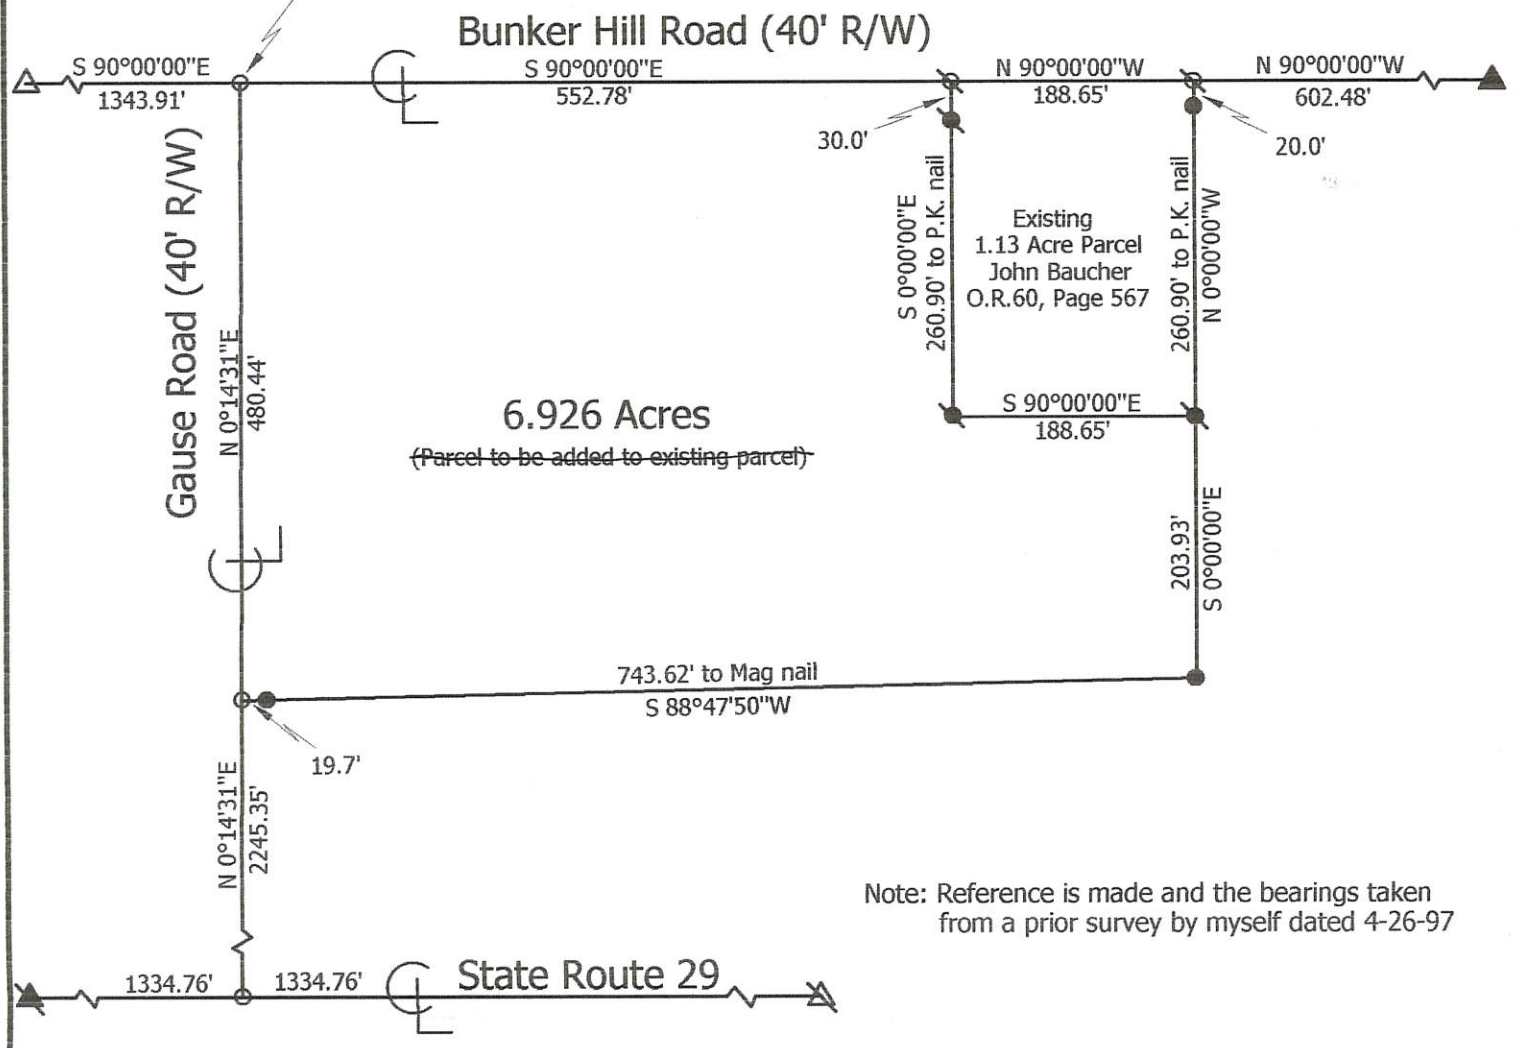 Bunker Hill Road (40' R/W)
S 90°00'00"E
1343.91'
S 90°00'00"E
552.78'
N 90°00'00"W
188.65'
N 90°00'00"W
602.48'
30.0'
20.0'
Gause Road (40' R/W)
N 0°14'31"E
480.44'
S 0°00'00"E
260.90' to P.K. nail
Existing
1.13 Acre Parcel
John Baucher
O.R.60, Page 567
260.90' to P.K. nail
N 0°00'00"W
S 90°00'00"E
188.65'
6.926 Acres
(Parcel to be added to existing parcel)
203.93'
S 0°00'00"E
743.62' to Mag nail
S 88°47'50"W
19.7'
N 0°14'31"E
2245.35'
Note: Reference is made and the bearings taken
from a prior survey by myself dated 4-26-97
1334.76'
1334.76'
State Route 29